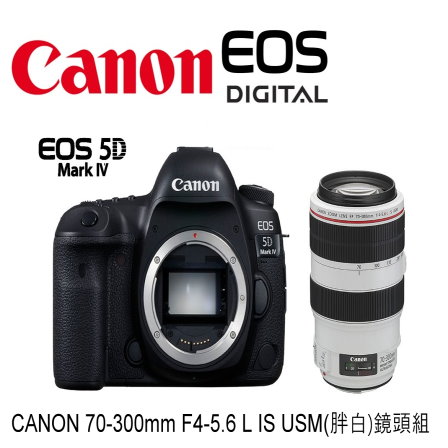 Canon EOS
DIGITAL
EOS 5D
Mark IV
Canon
EOS
5D
Mark IV
CANON 70-300mm F4-5.6 L IS USM(胖白)鏡頭組